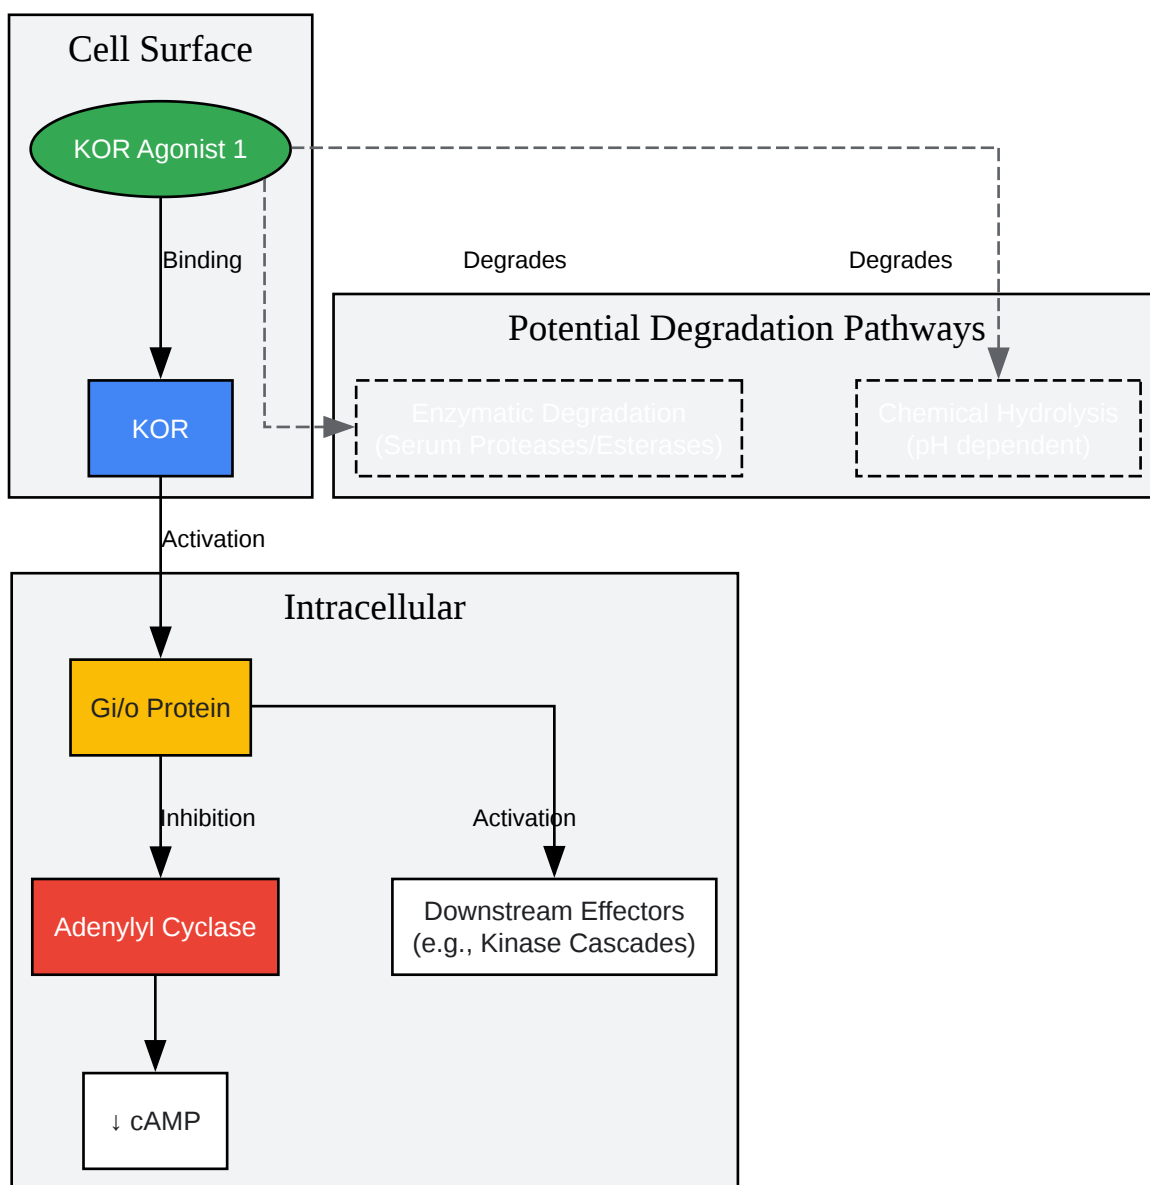 Cell Surface
KOR Agonist 1
Binding
Degrades
Degrades
Potential Degradation Pathways
KOR
Enzymatic Degradation
(Serum Proteases/Esterases)
Chemical Hydrolysis
(pH dependent)
Activation
Intracellular
Gi/o Protein
Inhibition
Activation
Adenylyl Cyclase
Downstream Effectors
(e.g., Kinase Cascades)
↓ cAMP